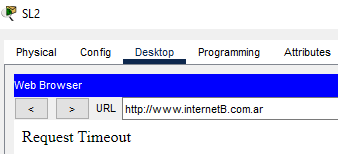 SL2
Physical Config Desktop Programming Attributes
Web Browser
< > URL http://www.internetB.com.ar
Request Timeout